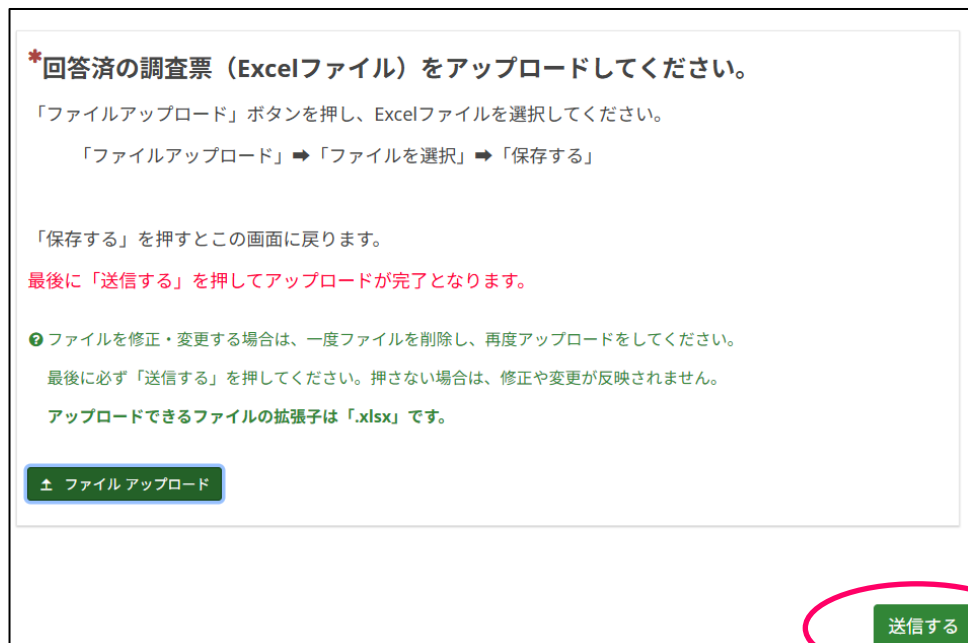 *回答済の調査票（Excelファイル）をアップロードしてください。
「ファイルアップロード」ボタンを押し、Excelファイルを選択してください。
「ファイルアップロード」➡「ファイルを選択」➡「保存する」
「保存する」を押すとこの画面に戻ります。
最後に「送信する」を押してアップロードが完了となります。
ファイルを修正・変更する場合は、一度ファイルを削除し、再度アップロードをしてください。
最後に必ず「送信する」を押してください。押さない場合は、修正や変更が反映されません。
アップロードできるファイルの拡張子は「.xlsx」です。
ファイル アップロード
送信する